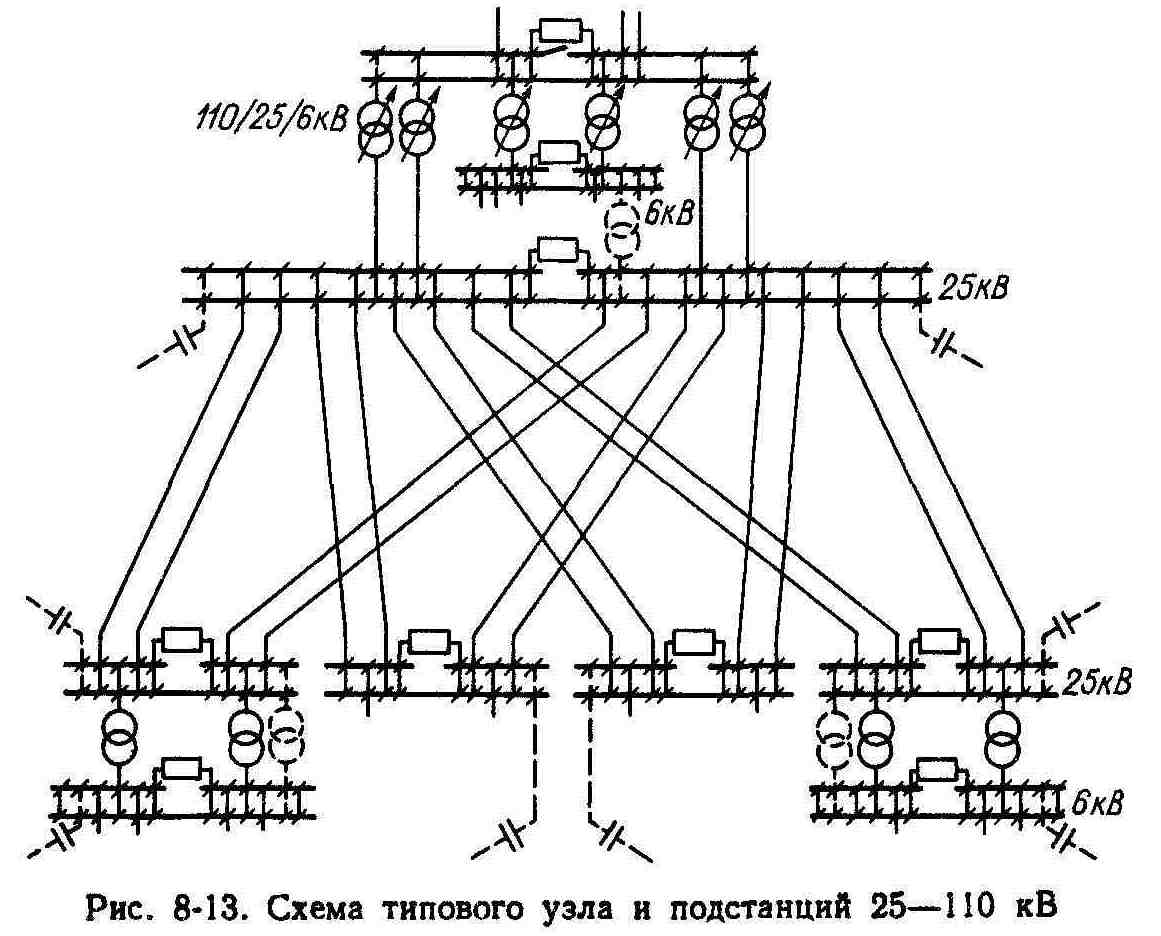 110/25/6кВ
6кВ
25кВ
25кВ
6кВ
Рис. 8-13. Схема типового узла и подстанций 25—110 кВ